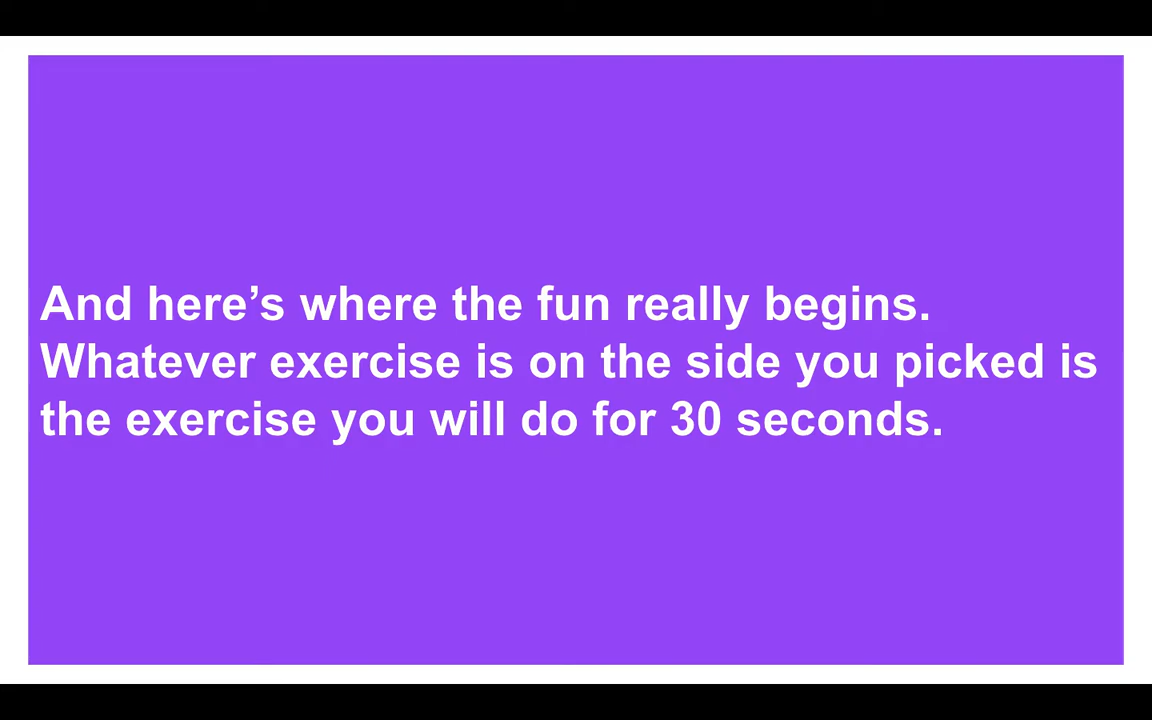 And here’s where the fun really begins.
Whatever exercise is on the side you picked is
the exercise you will do for 30 seconds.